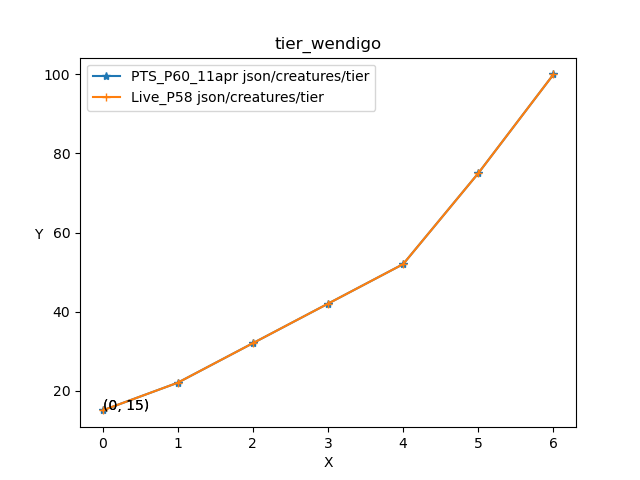 tier_wendigo
PTS_P60_11apr json/creatures/tier
Live_P58 json/creatures/tier
100
80
60
40
20
Y
(0, 15)
0 1 2 3 4 5 6
X